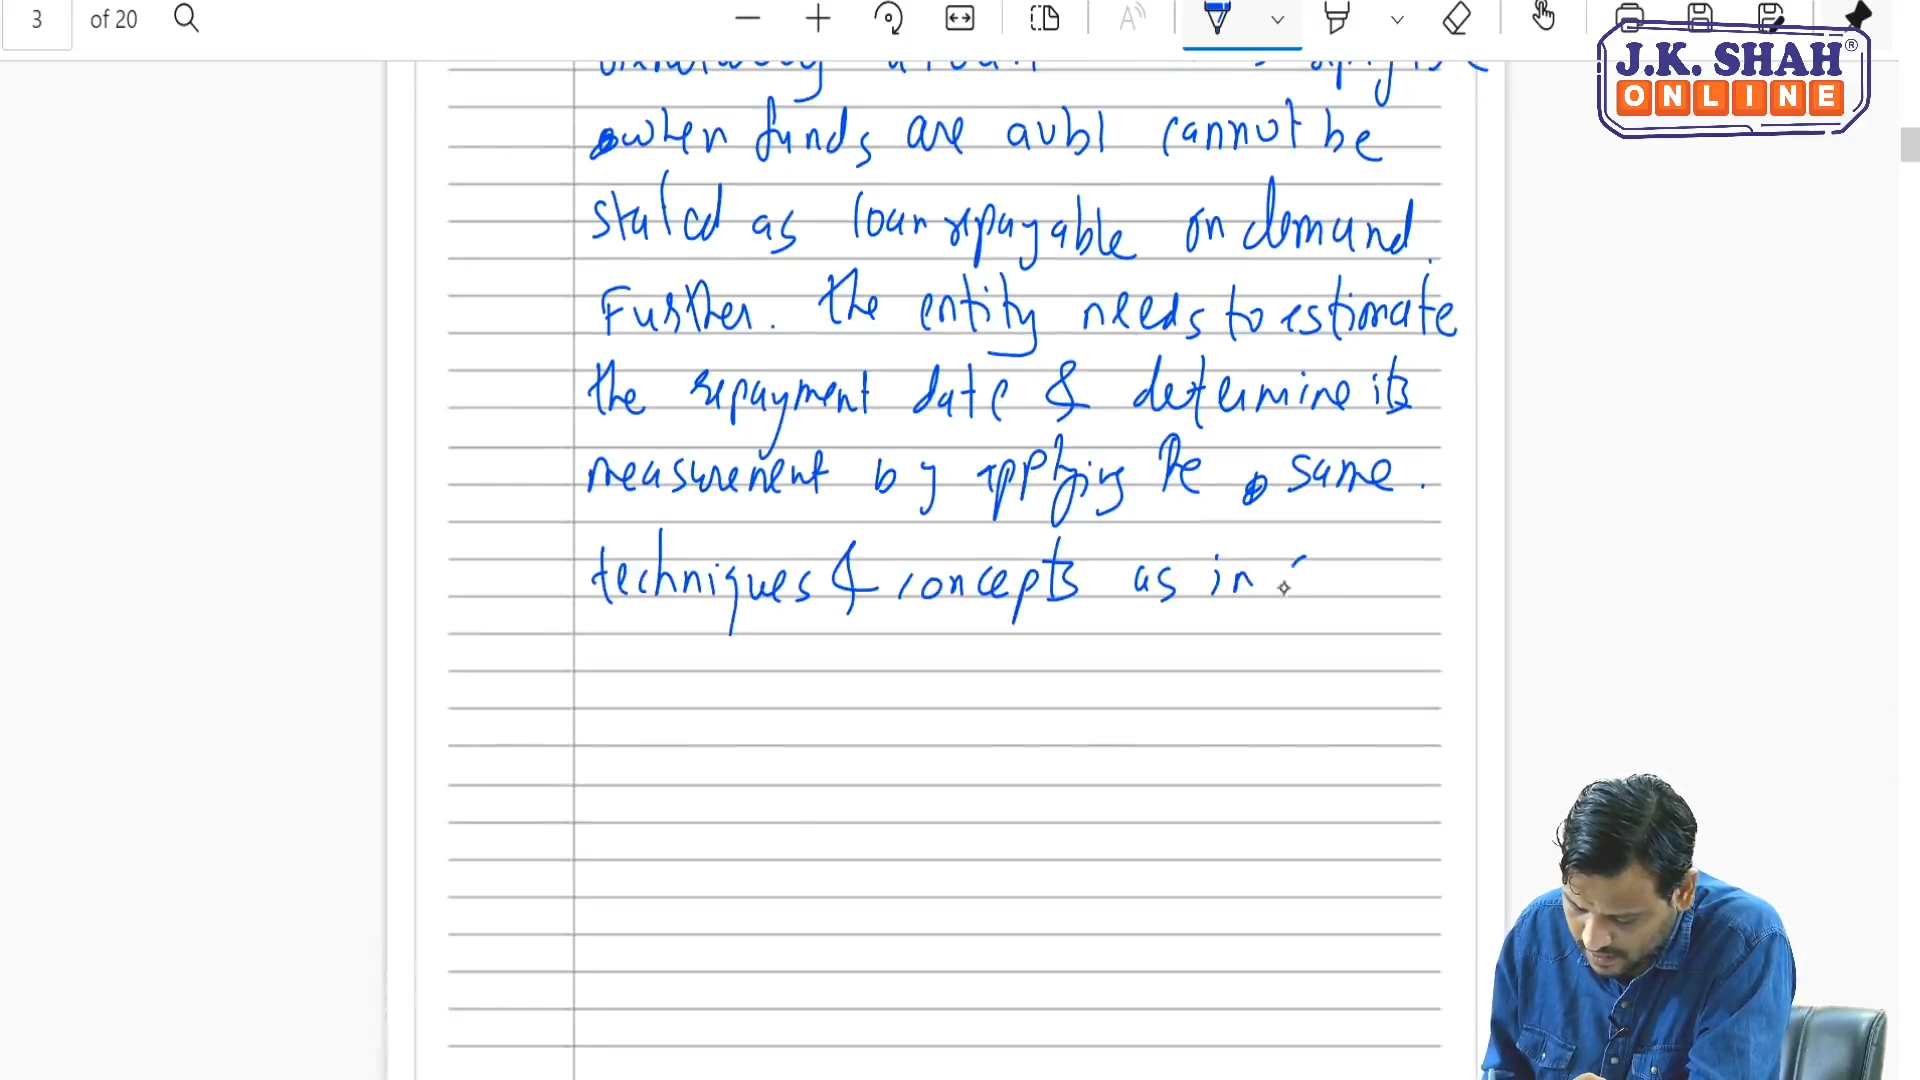 3 of 20
J.K. SHAH®
ONLINE
when funds are avbl cannot be
stated as loan repayable on demand.
Further. the entity needs to estimate
the repayment date & determine its
measurement by applying the same.
techniques & concepts as in